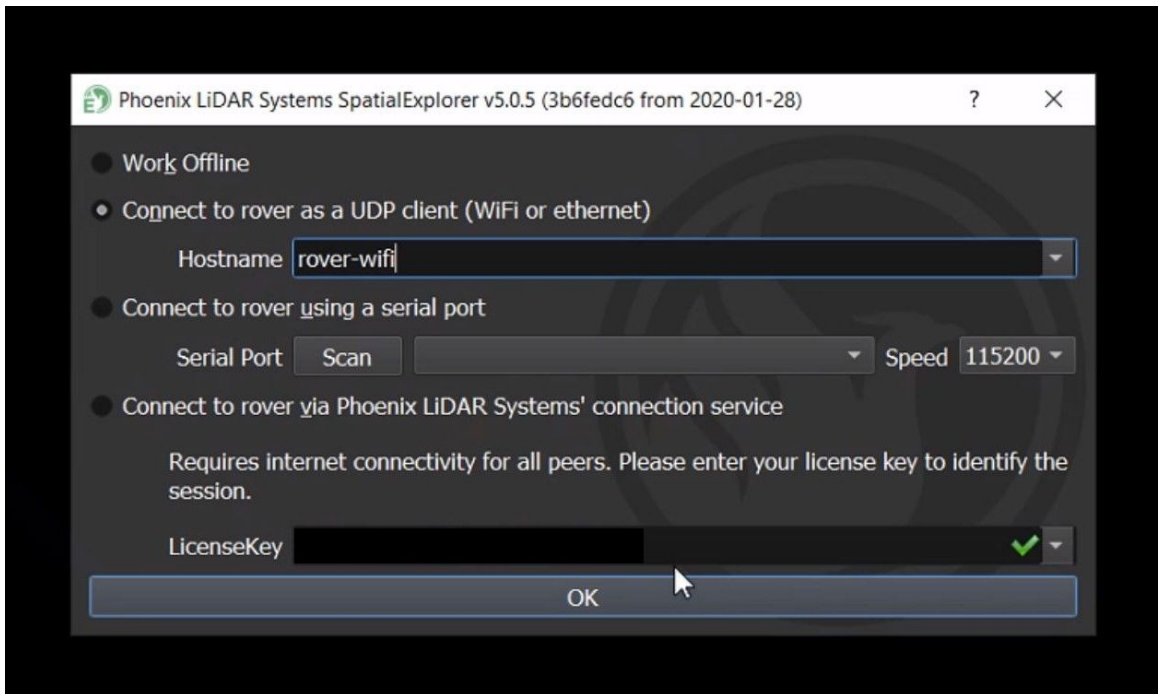 Phoenix LiDAR Systems SpatialExplorer v5.0.5 (3b6fedc6 from 2020-01-28) ?
Work Offline
Connect to rover as a UDP client (WiFi or ethernet)
Hostname rover-wifi
Connect to rover using a serial port
Serial Port Scan Speed 115200
Connect to rover via Phoenix LiDAR Systems' connection service
Requires internet connectivity for all peers. Please enter your license key to identify the
session.
LicenseKey
OK